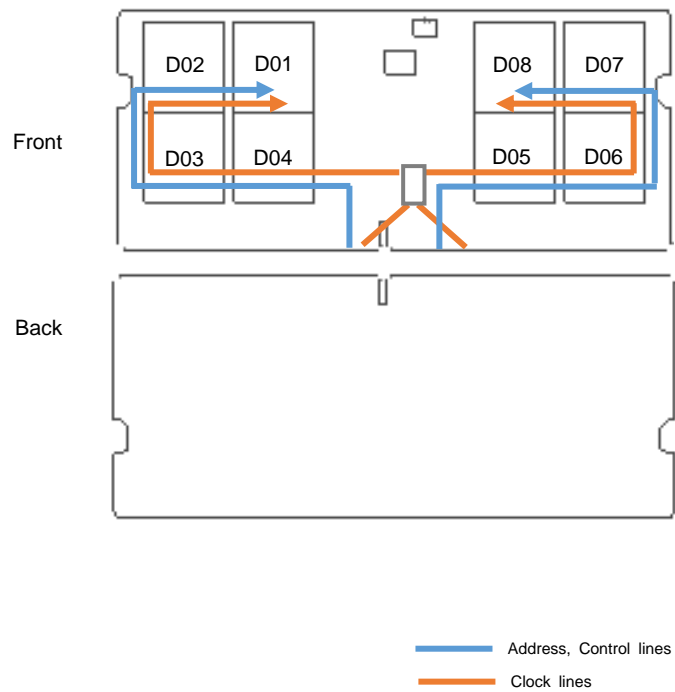 D02 D01 D08 D07
Front
D03 D04 D05 D06
Back
Address, Control lines
Clock lines